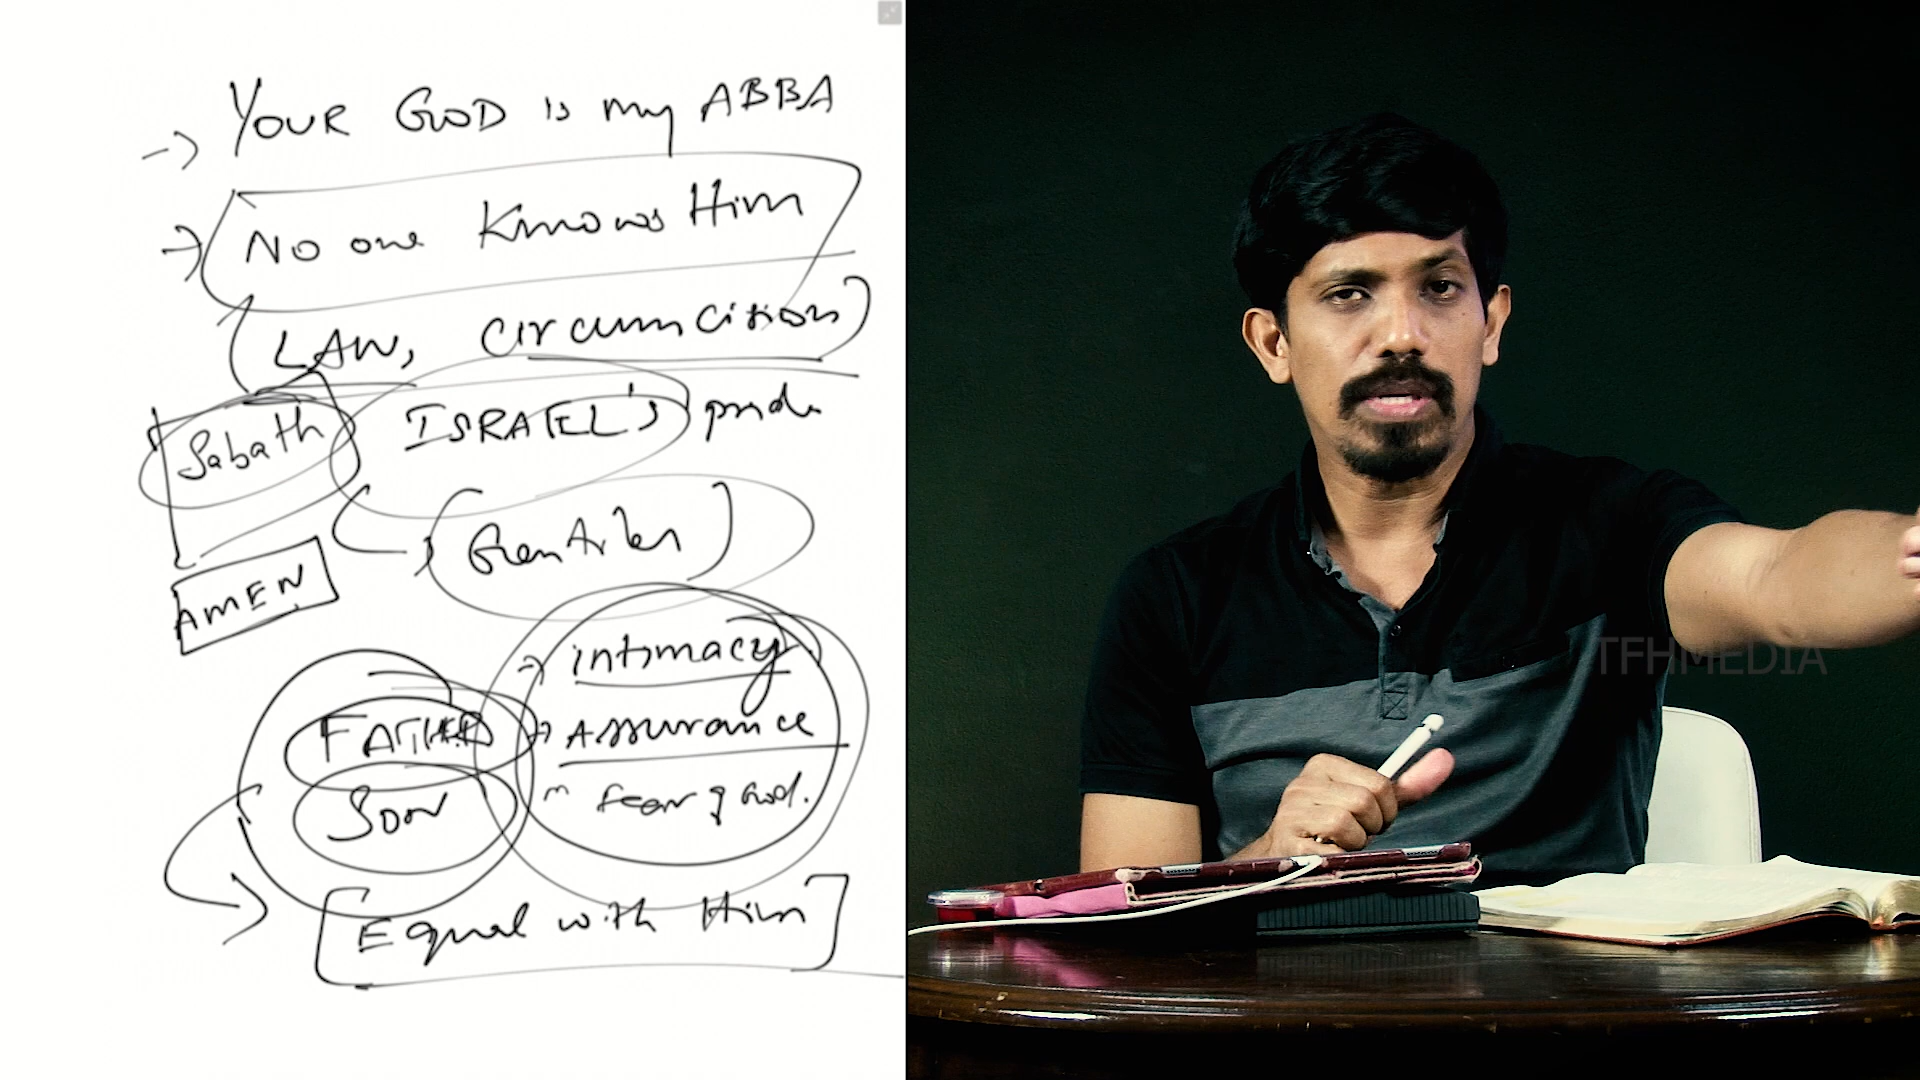 → YOUR GOD is my ABBA
→ No one Knows Him
LAW, circumcition
Sabath ISRAEL's pride
(Gentiles)
AMEN
→ intimacy
FATHER → Assurance
SON " fear of God.
Equal with Him
TFHMEDIA